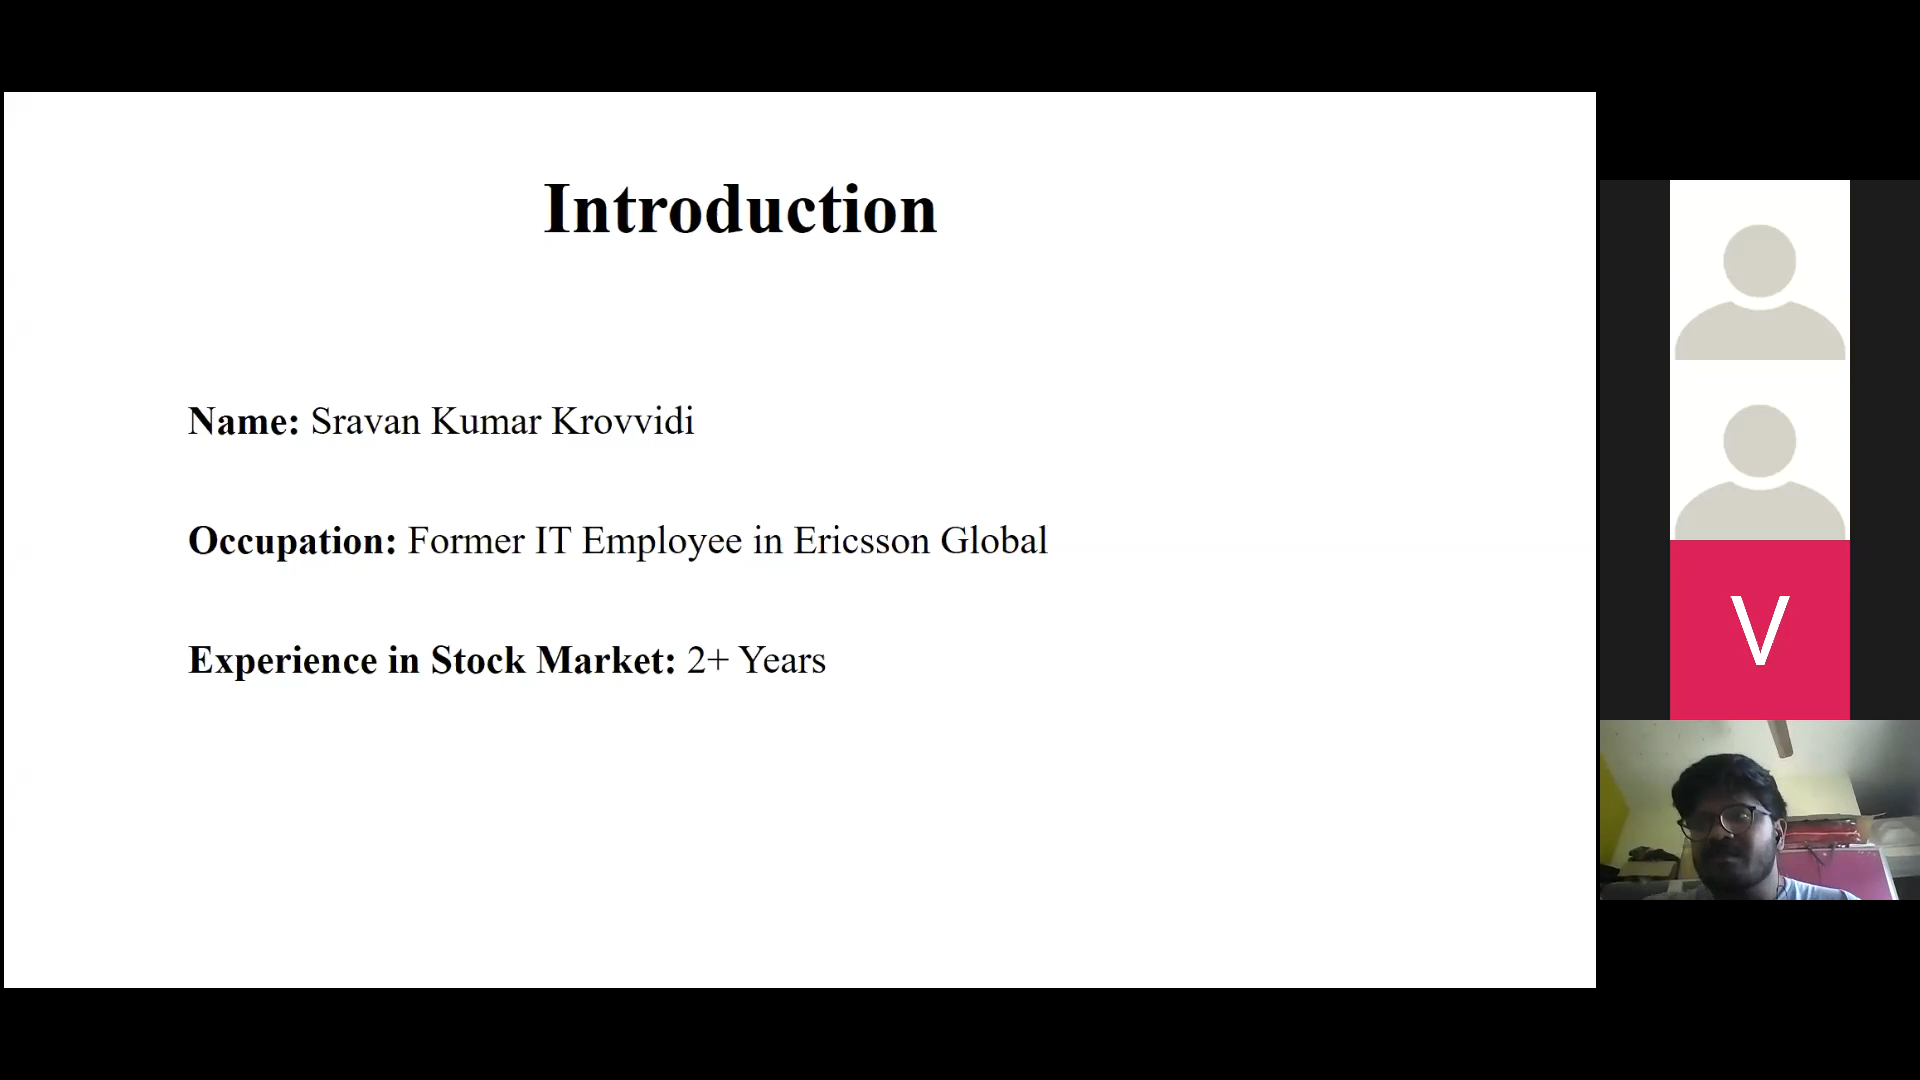 Introduction
Name: Sravan Kumar Krovvidi
Occupation: Former IT Employee in Ericsson Global
Experience in Stock Market: 2+ Years
V